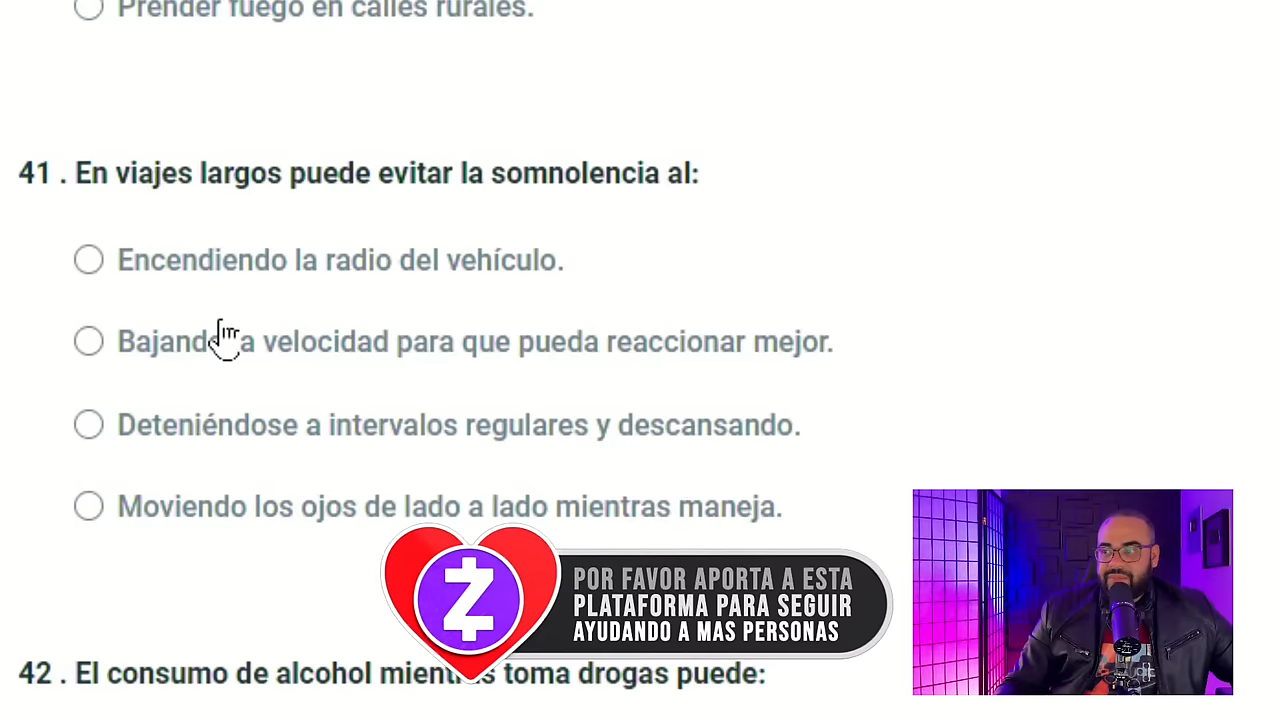 Prender fuego en calles rurales.
41 . En viajes largos puede evitar la somnolencia al:
Encendiendo la radio del vehículo.
Bajando la velocidad para que pueda reaccionar mejor.
Deteniéndose a intervalos regulares y descansando.
Moviendo los ojos de lado a lado mientras maneja.
POR FAVOR APORTA A ESTA
PLATAFORMA PARA SEGUIR
AYUDANDO A MAS PERSONAS
42 . El consumo de alcohol mientras toma drogas puede: